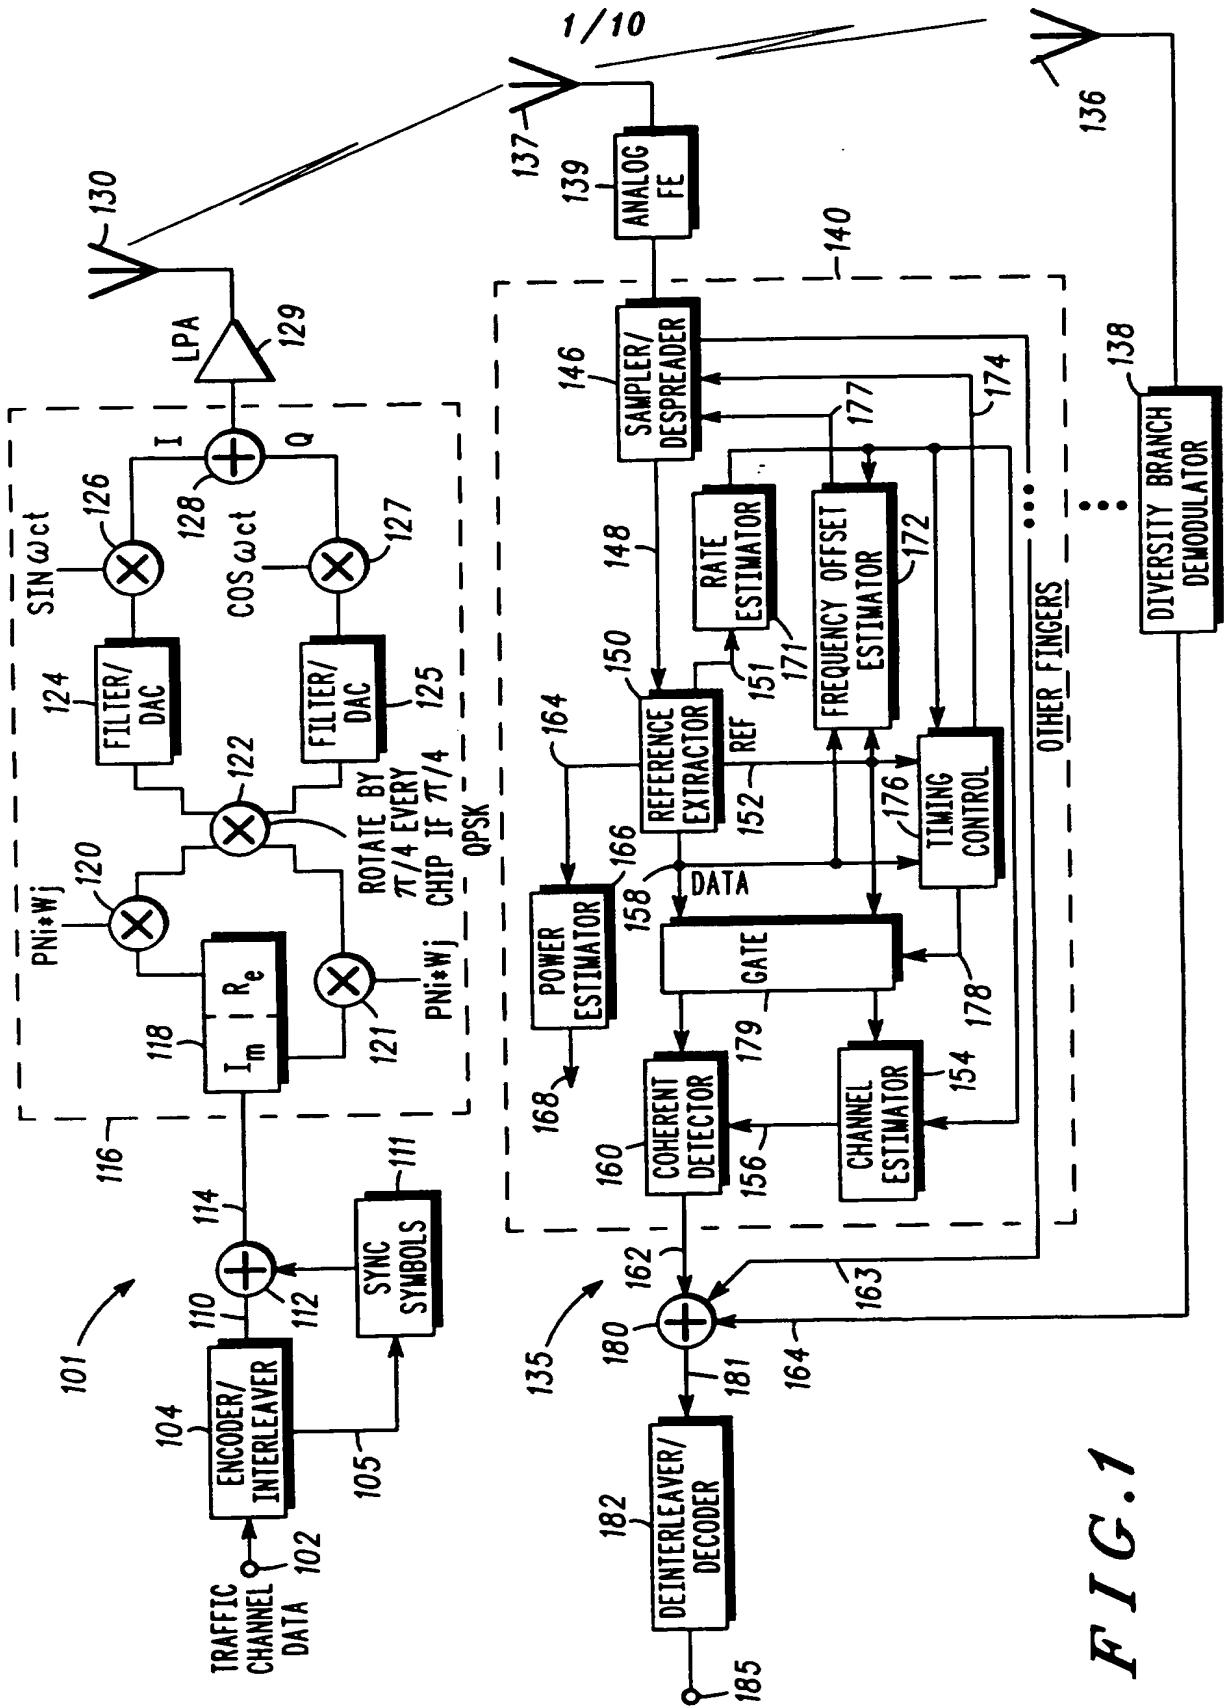 1/10
TRAFFIC
CHANNEL
DATA
102
101
104
ENCODER/
INTERLEAVER
105
110
112
SYNC
SYMBOLS
111
114
116
118
Im
Re
PNi*Wj
120
PNi*Wj
121
122
ROTATE BY
π/4 EVERY
CHIP IF π/4
QPSK
124
FILTER/
DAC
FILTER/
DAC
125
SIN ωct
126
COS ωct
127
128
I
Q
LPA
129
130
137
136
139
ANALOG
FE
140
146
SAMPLER/
DESPREADER
148
177
174
RATE
ESTIMATOR
171
151
150
REFERENCE
EXTRACTOR
REF
152
164
FREQUENCY OFFSET
ESTIMATOR
172
POWER
ESTIMATOR
166
168
158
DATA
176
TIMING
CONTROL
178
GATE
179
160
COHERENT
DETECTOR
156
CHANNEL
ESTIMATOR
154
OTHER FINGERS
138
DIVERSITY BRANCH
DEMODULATOR
135
162
163
164
180
181
182
DEINTERLEAVER/
DECODER
185
FIG.1